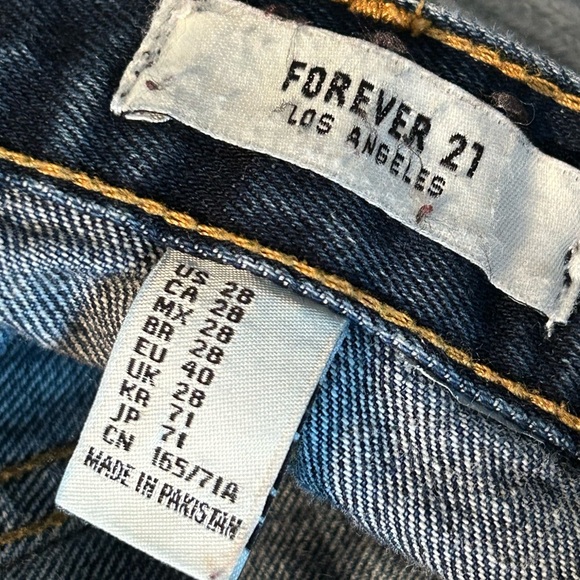 FOREVER 21
LOS ANGELES
US 28
CA 28
MX 28
BR 28
EU 40
UK 28
KR 71
JP 71
CN 165/71A
MADE IN PAKISTAN